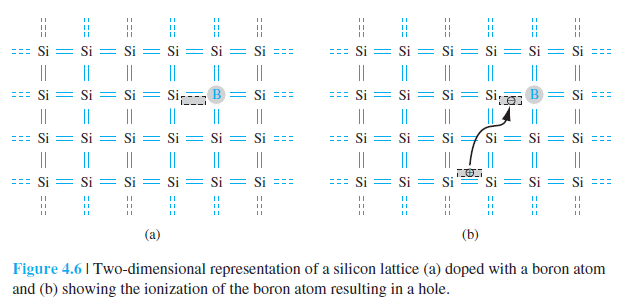 Si Si Si Si Si Si Si Si Si Si Si Si
Si Si Si Si B Si Si Si Si Si B Si
Si Si Si Si Si Si Si Si Si Si Si Si
Si Si Si Si Si Si Si Si Si Si Si Si
(a) (b)
Figure 4.6 | Two-dimensional representation of a silicon lattice (a) doped with a boron atom
and (b) showing the ionization of the boron atom resulting in a hole.